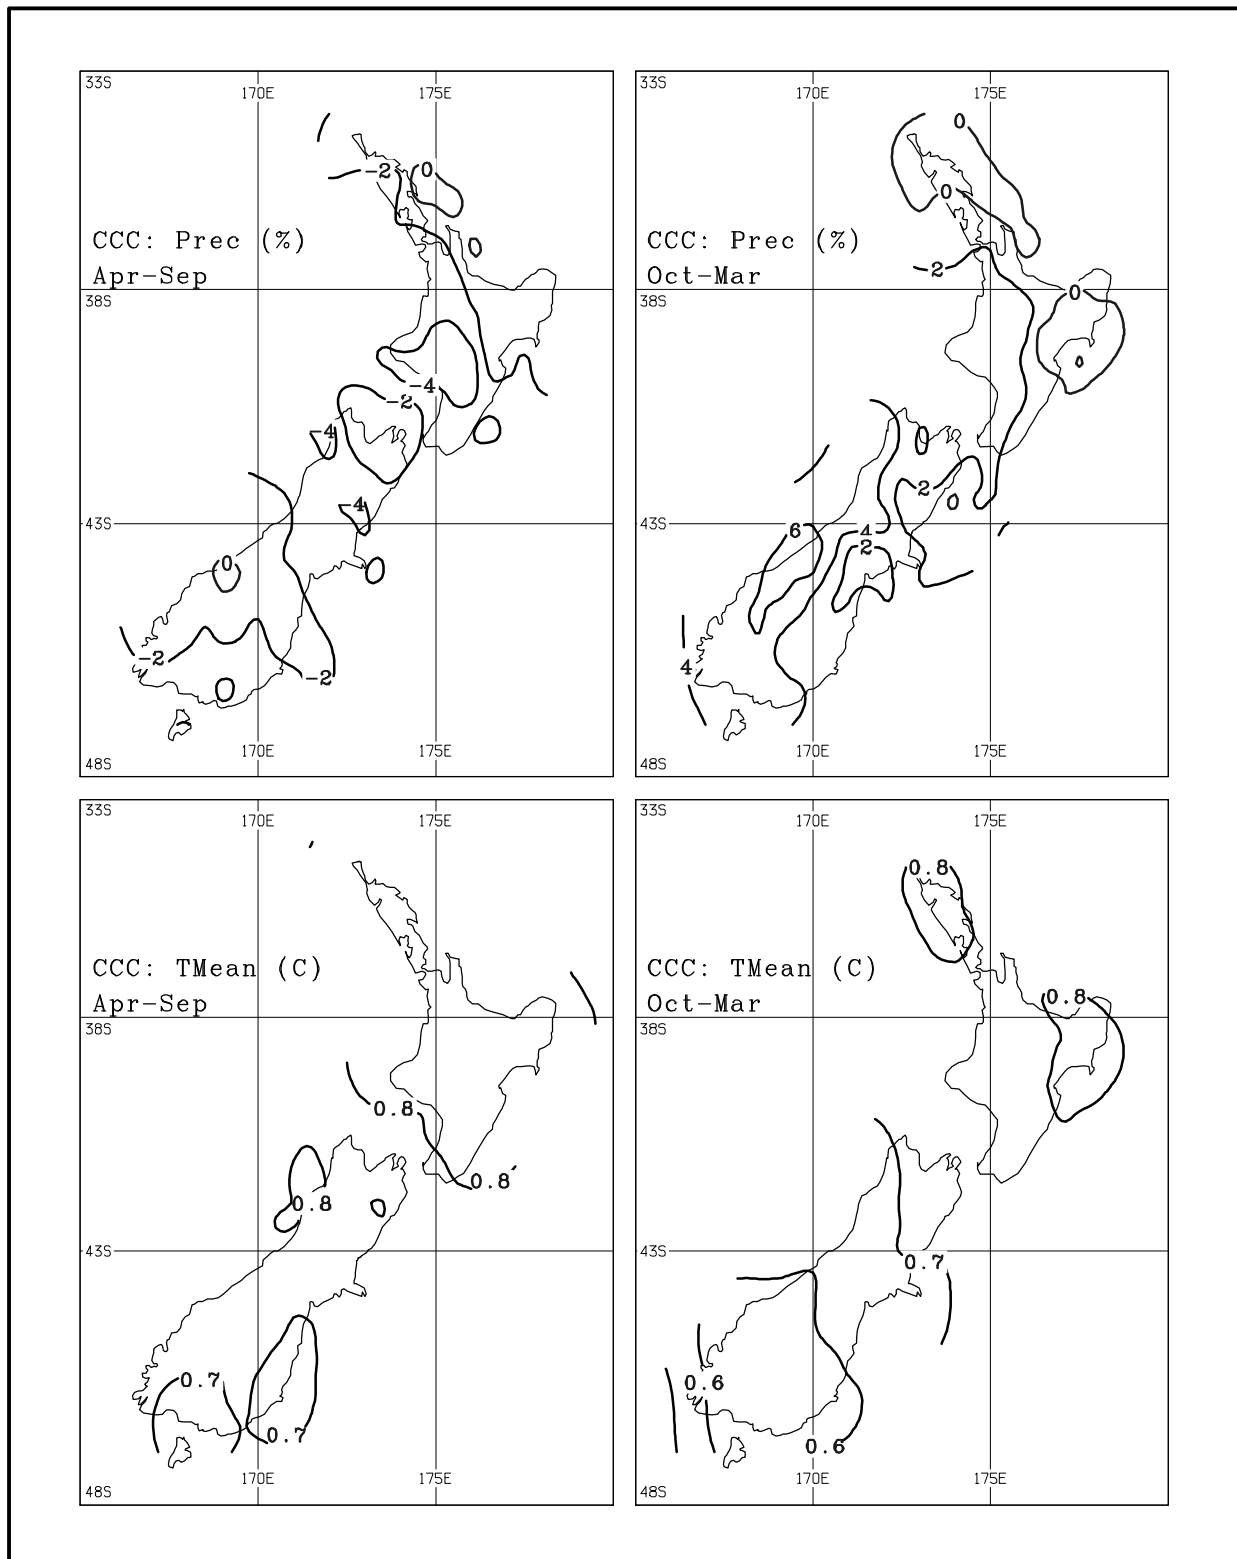 33S
170E 175E
0
-2
CCC: Prec (%)
Apr-Sep
38S
-4
-2
-4
-4
43S
0
-2
-2
170E 175E
48S
33S
170E 175E
0
0
CCC: Prec (%)
Oct-Mar
-2
0
38S
2
6
4
43S
2
4
170E 175E
48S
33S
170E 175E
CCC: TMean (C)
Apr-Sep
38S
0.8
0.8
0.8
43S
0.7
0.7
170E 175E
48S
33S
170E 175E
0.8
CCC: TMean (C)
Oct-Mar
0.8
38S
43S
0.7
0.6
0.6
170E 175E
48S